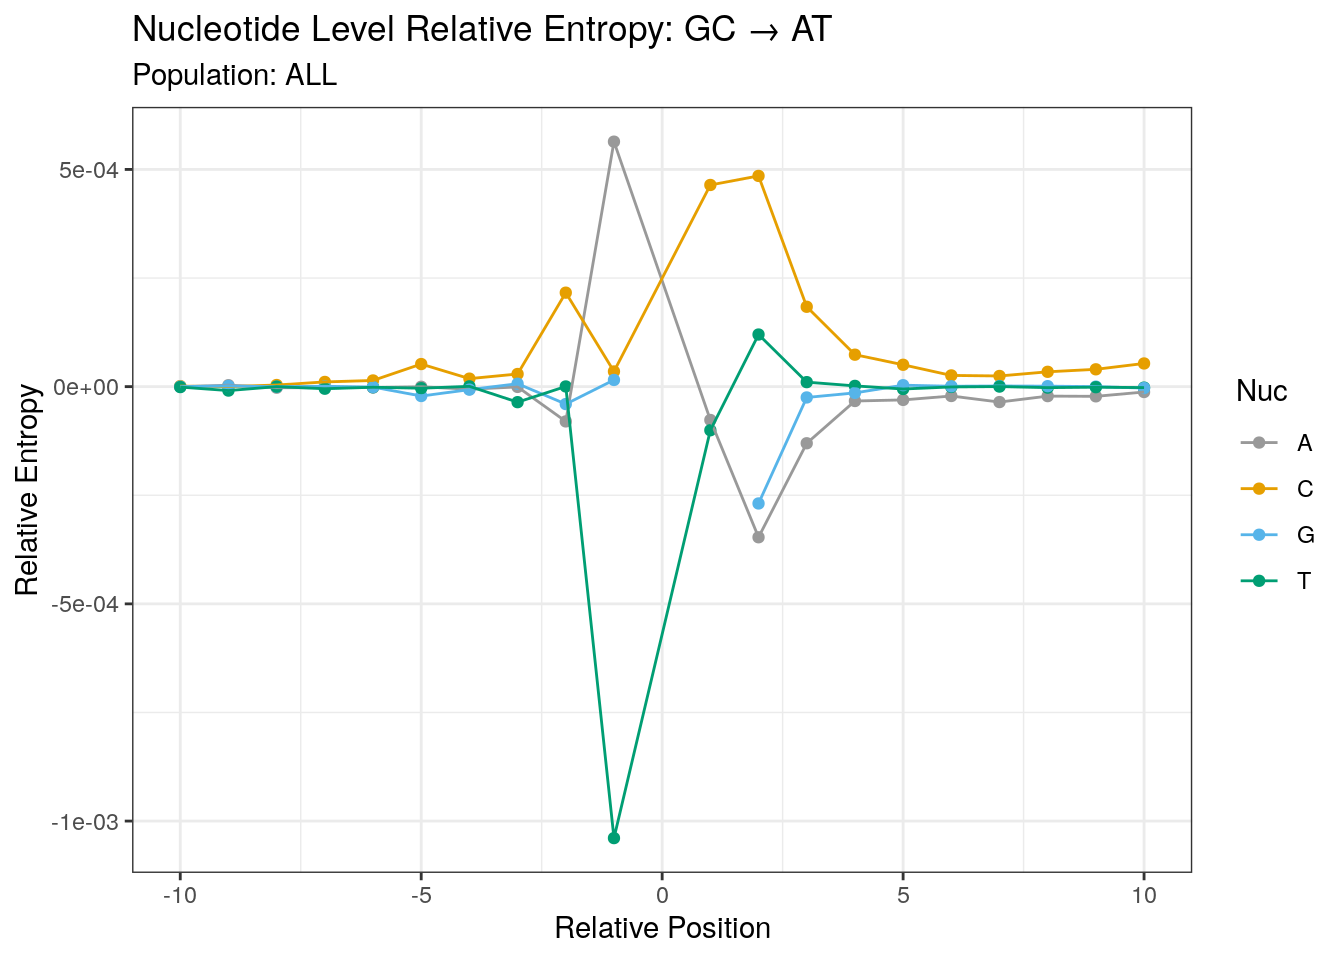 Nucleotide Level Relative Entropy: GC → AT
Population: ALL
5e-04
0e+00
-5e-04
-1e-03
Relative Entropy
-10
-5
0
5
10
Relative Position
Nuc
A
C
G
T